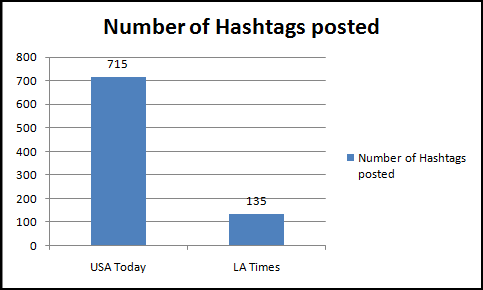 Number of Hashtags posted
800
700
600
500
400
300
200
100
0
715
135
USA Today
LA Times
Number of Hashtags
posted